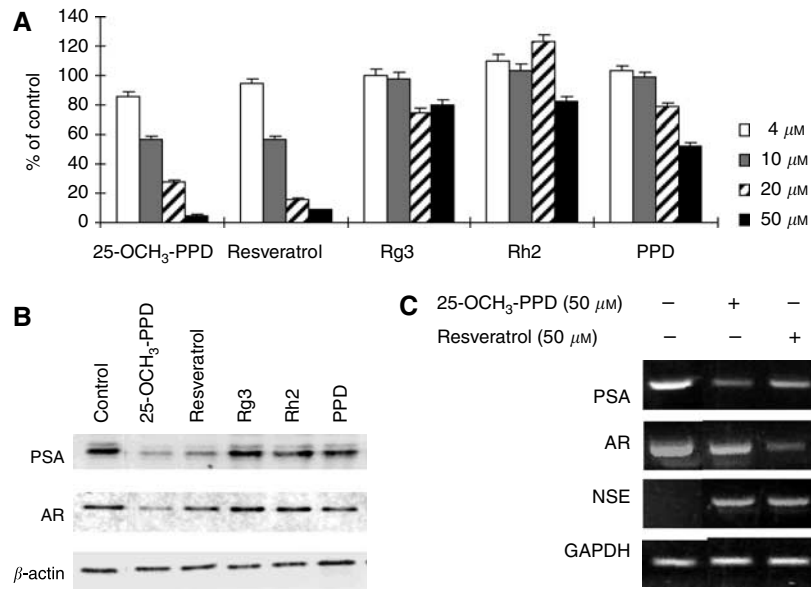 A
% of control
140
120
100
80
60
40
20
0
25-OCH₃-PPD Resveratrol Rg3 Rh2 PPD
4 μM
10 μM
20 μM
50 μM
B
Control
25-OCH₃-PPD
Resveratrol
Rg3
Rh2
PPD
PSA
AR
β-actin
C
25-OCH₃-PPD (50 μM) − + −
Resveratrol (50 μM) − − +
PSA
AR
NSE
GAPDH